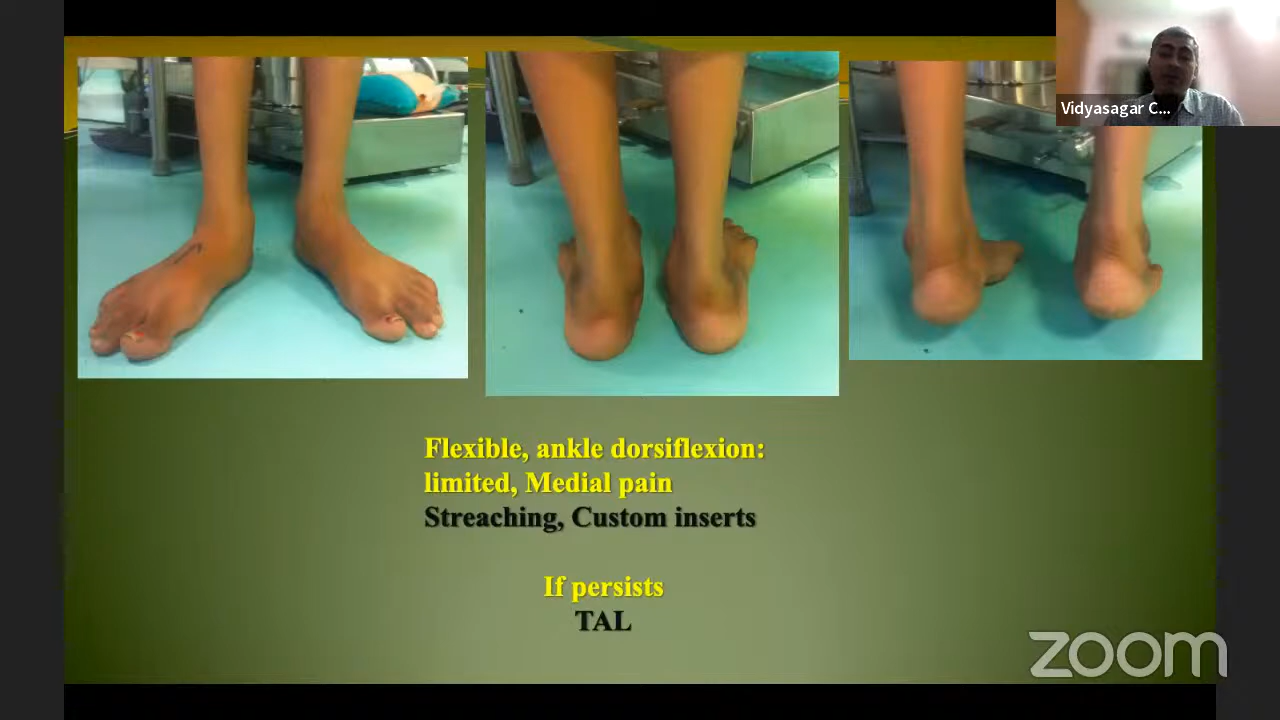 Vidyasagar C...
Flexible, ankle dorsiflexion:
limited, Medial pain
Streaching, Custom inserts
If persists
TAL
zoom